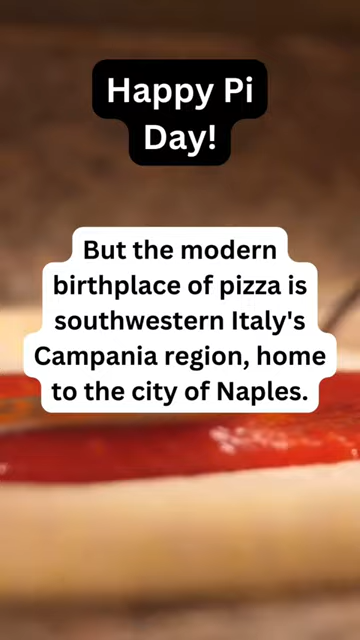 Happy Pi
Day!
But the modern
birthplace of pizza is
southwestern Italy's
Campania region, home
to the city of Naples.